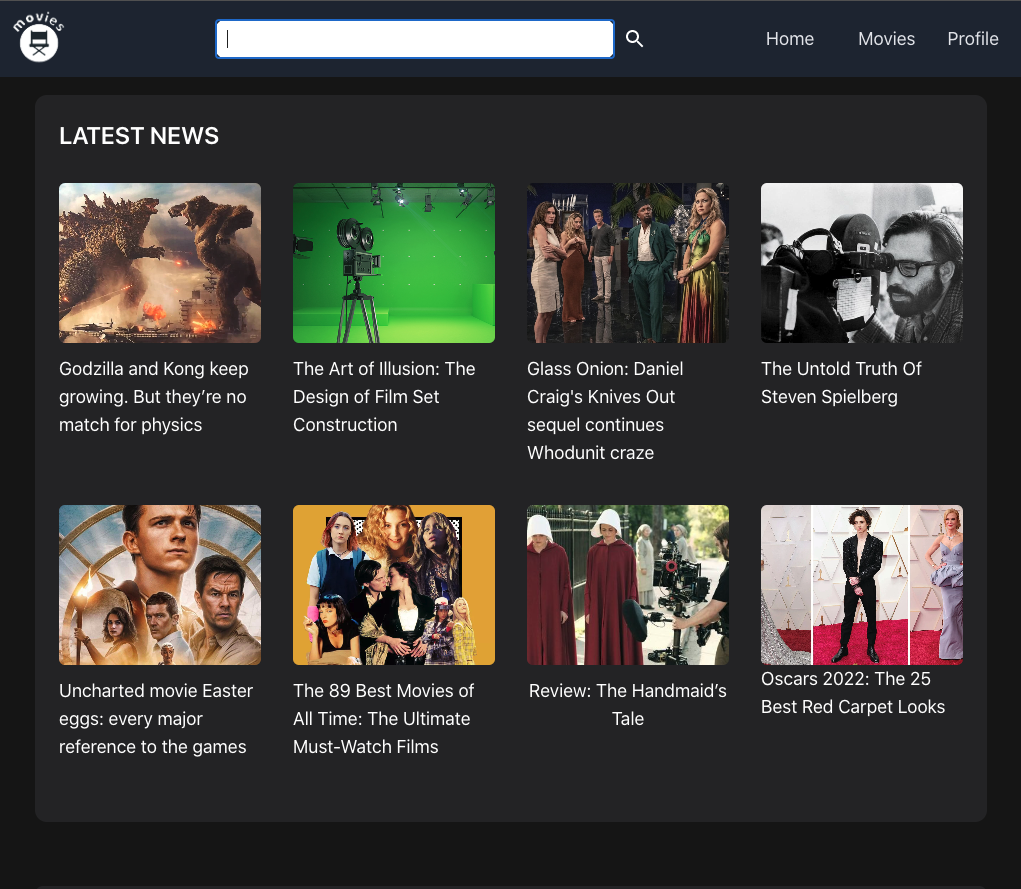 movies
Home
Movies
Profile
LATEST NEWS
Godzilla and Kong keep
growing. But they’re no
match for physics
The Art of Illusion: The
Design of Film Set
Construction
Glass Onion: Daniel
Craig's Knives Out
sequel continues
Whodunit craze
The Untold Truth Of
Steven Spielberg
Uncharted movie Easter
eggs: every major
reference to the games
The 89 Best Movies of
All Time: The Ultimate
Must-Watch Films
Review: The Handmaid’s
Tale
Oscars 2022: The 25
Best Red Carpet Looks